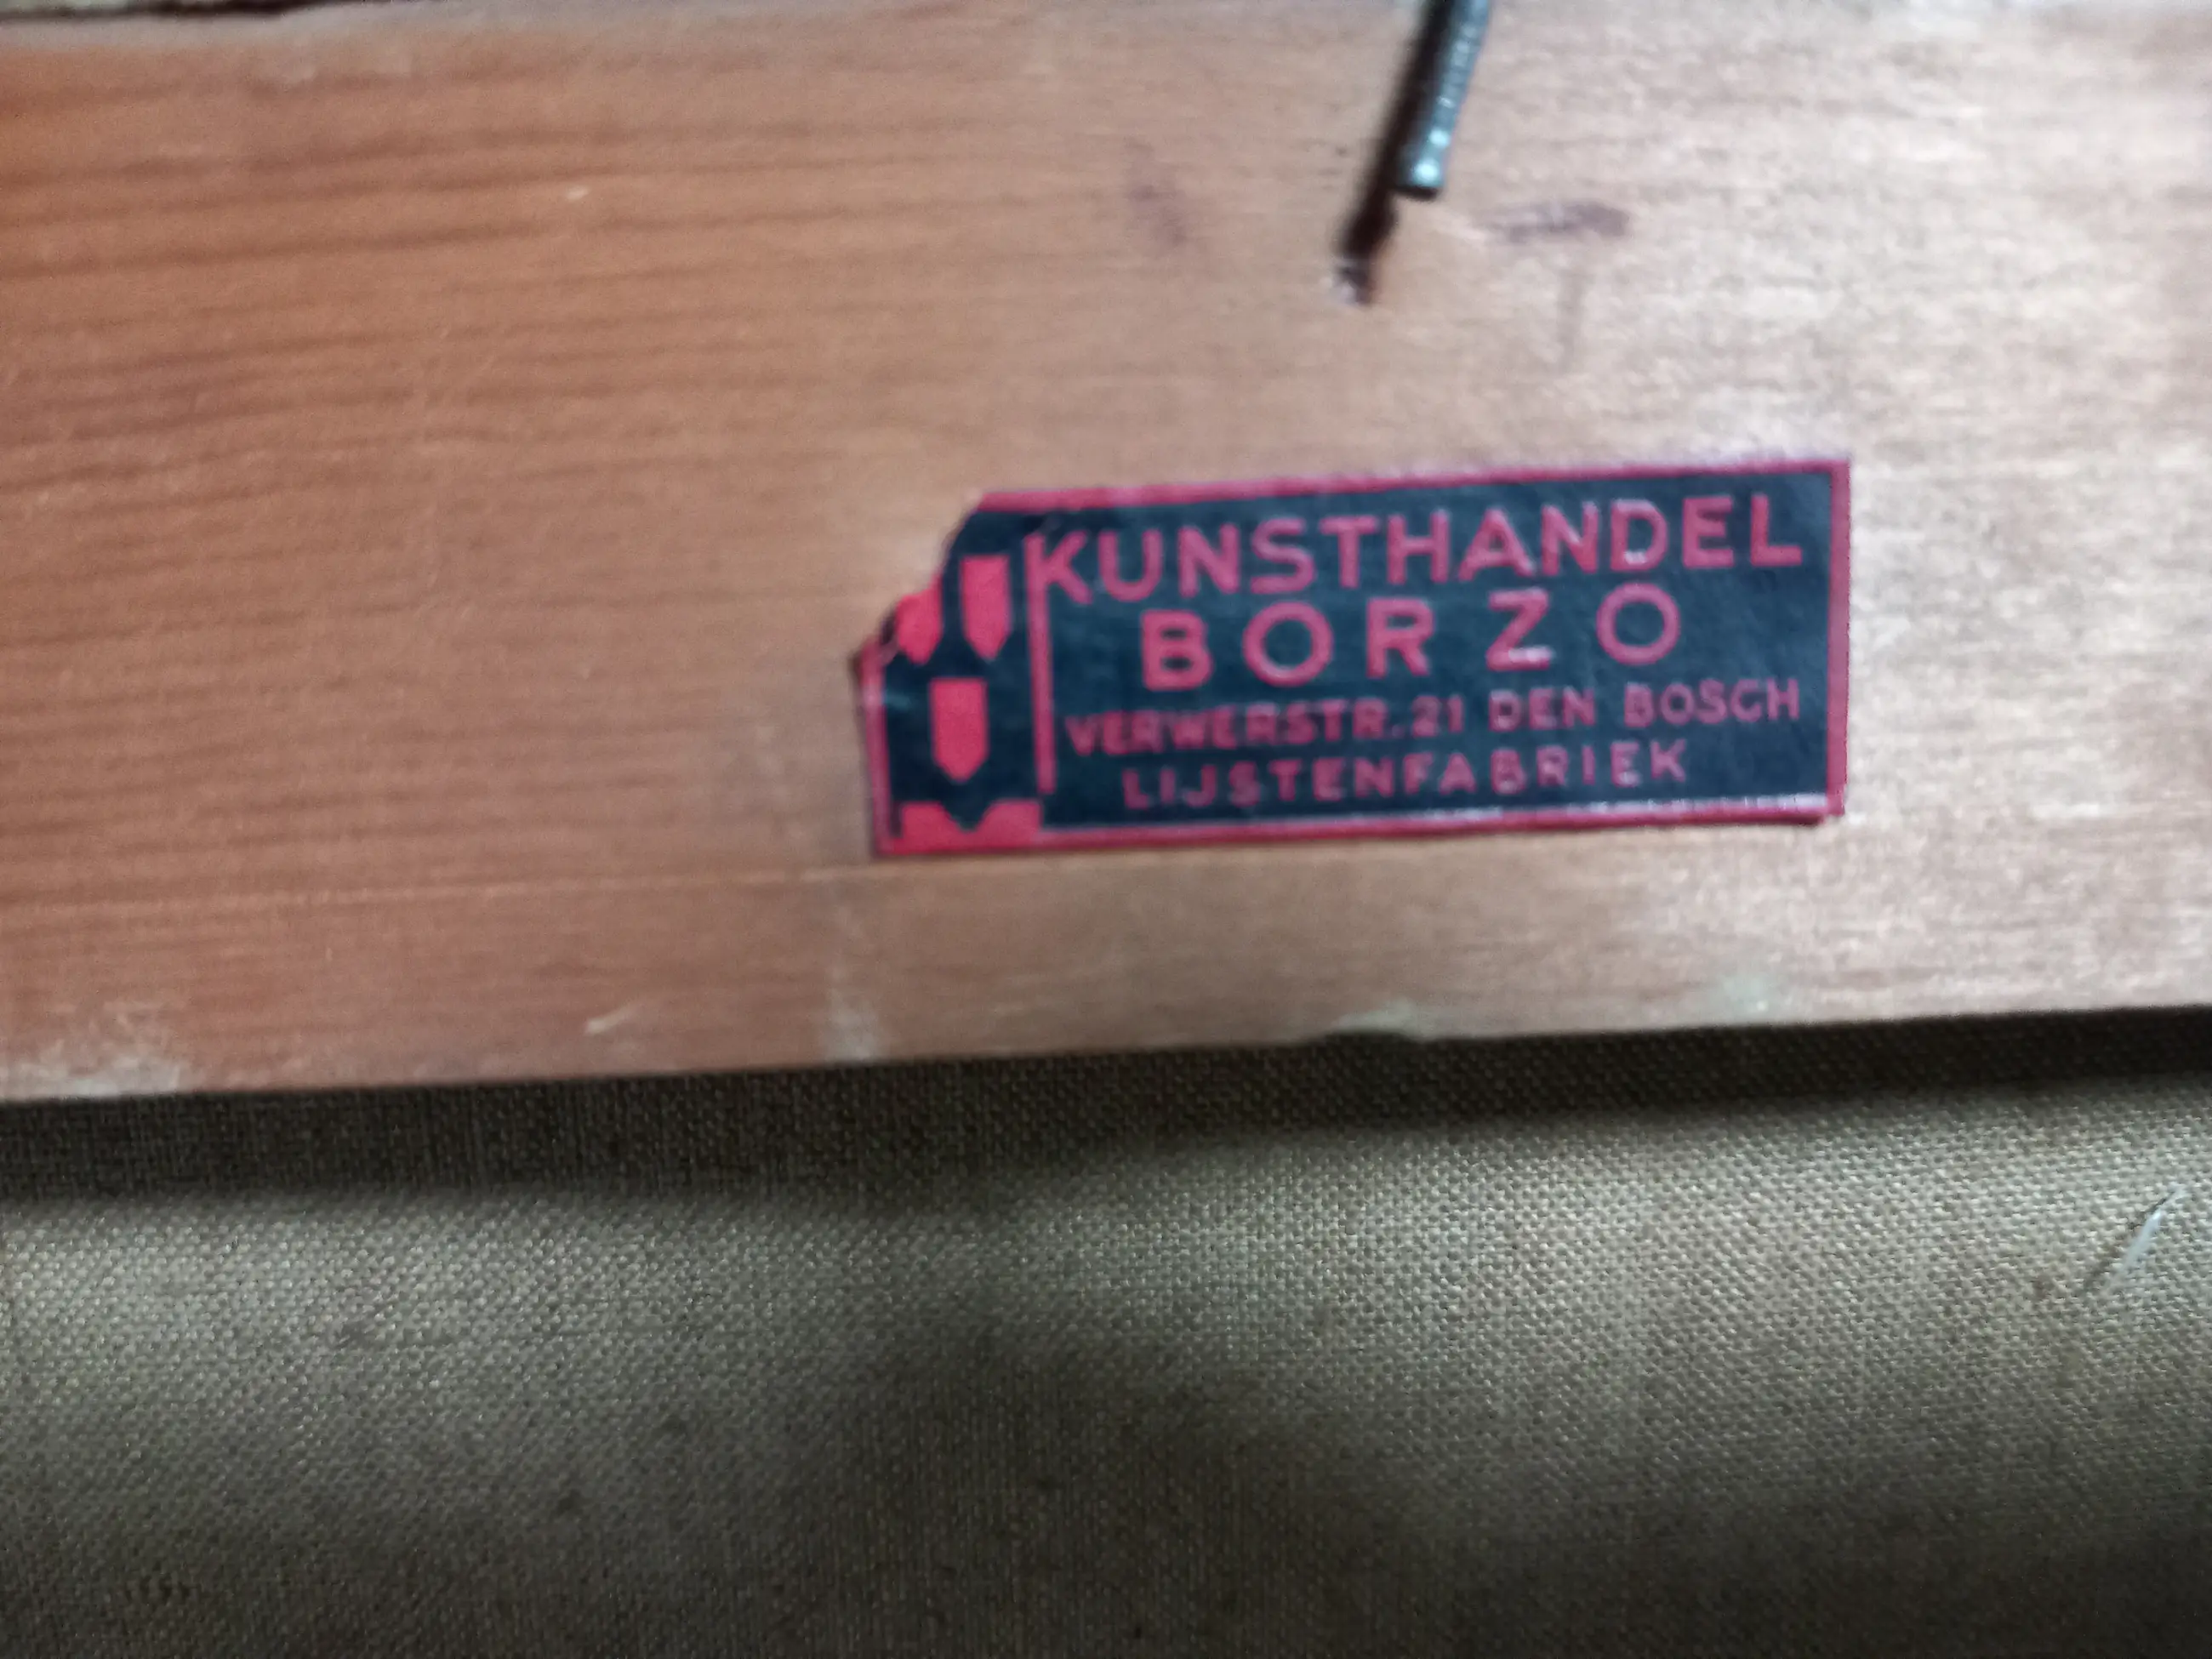 KUNSTHANDEL
BORZO
VERWERSTR. 21 DEN BOSCH
LIJSTENFABRIEK